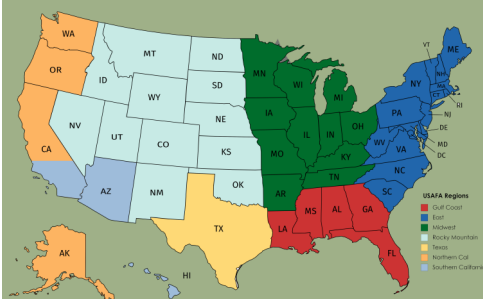 WA
OR
CA
NV
ID
MT
WY
UT
AZ
CO
NM
ND
SD
NE
KS
OK
TX
MN
IA
MO
AR
WI
IL
IN
MI
OH
KY
TN
LA
MS
AL
GA
FL
SC
NC
VA
WV
PA
NY
VT
NH
ME
MA
CT
RI
NJ
DE
MD
DC
AK
HI
USAFA Regions
Gulf Coast
East
Midwest
Rocky Mountain
Texas
Northern Cal
Southern California